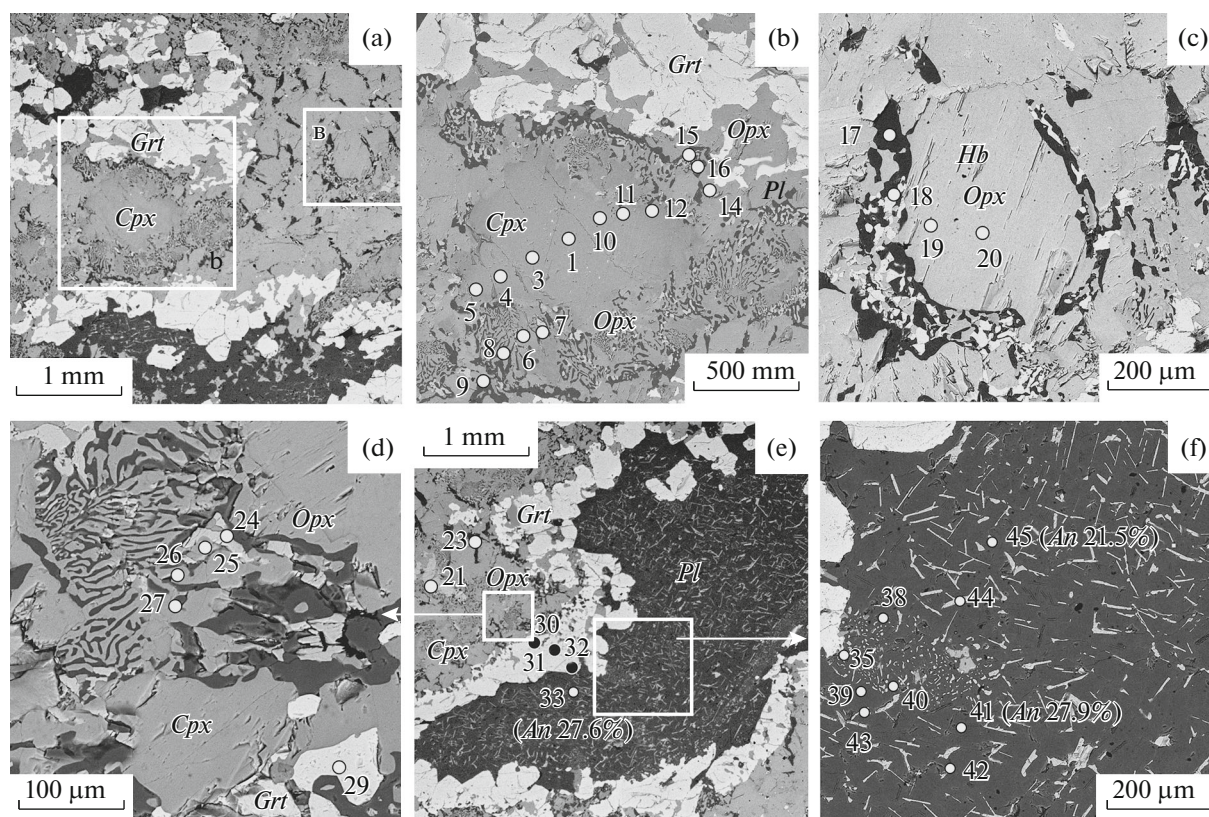 (a)
B
Grt
Cpx
b
1 mm
(b)
Grt
Opx
15
16
Pl
14
11
12
Cpx
10
1
3
4
5
Opx
7
6
8
9
500 mm
(c)
17
Hb
18
Opx
19
20
200 µm
(d)
Opx
24
26
25
27
Cpx
29
100 µm
Grt
1 mm
(e)
Grt
23
Pl
21
Opx
30
Cpx
31
32
33
(An 27.6%)
(f)
45 (An 21.5%)
38
44
35
39
40
41 (An 27.9%)
43
42
200 µm